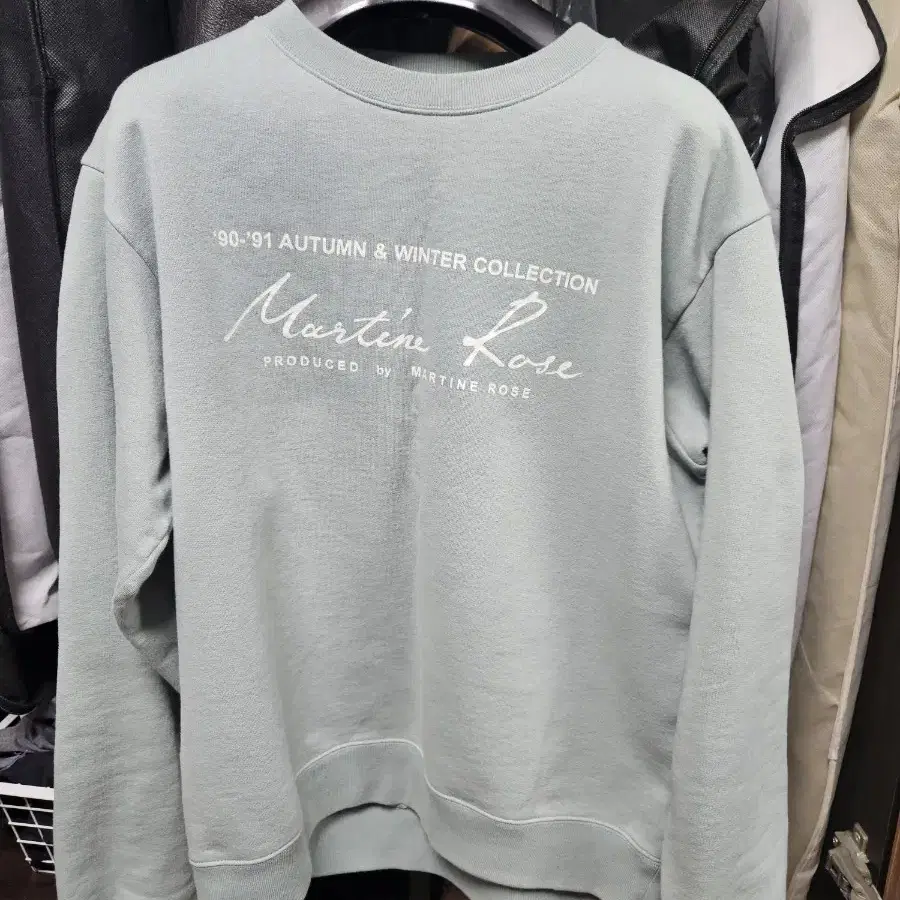 '90-'91 AUTUMN & WINTER COLLECTION
Martine Rose
PRODUCED by MARTINE ROSE